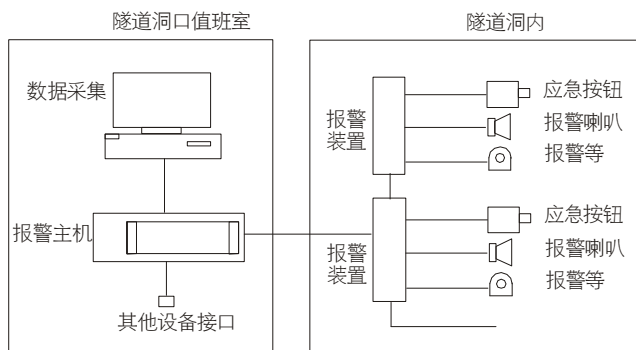 隧道洞口值班室
数据采集
报警主机
其他设备接口
隧道洞内
报警
装置
应急按钮
报警喇叭
报警等
报警
装置
应急按钮
报警喇叭
报警等